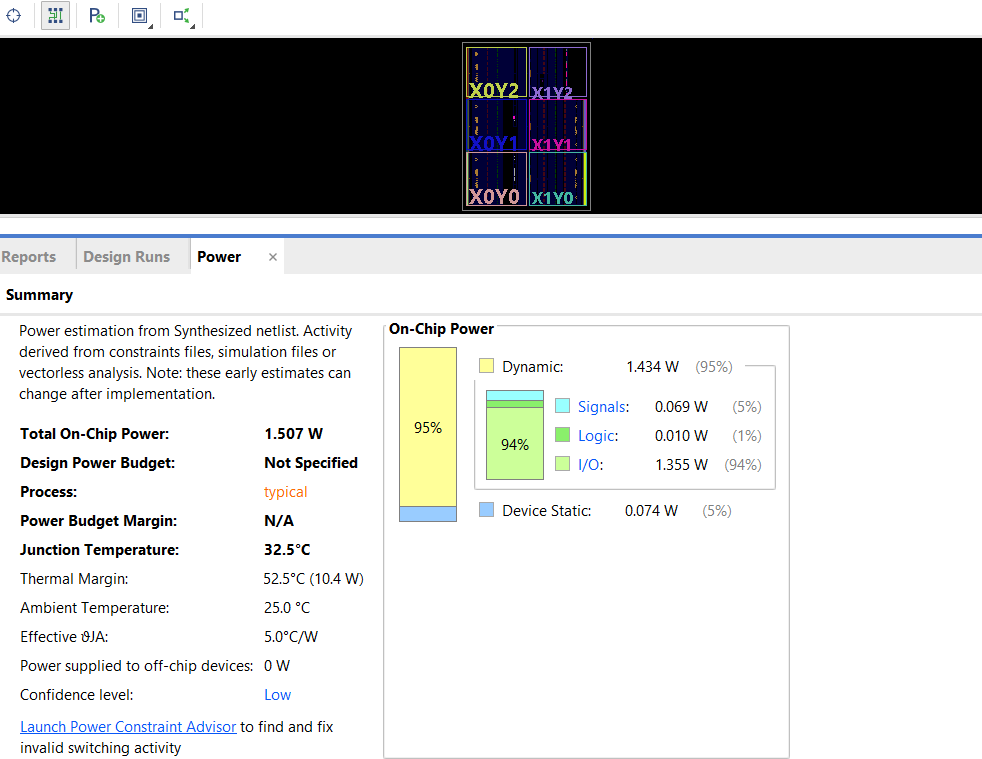 X0Y2 X1Y2
X0Y1 X1Y1
X0Y0 X1Y0
Reports Design Runs Power ×
Summary
Power estimation from Synthesized netlist. Activity
derived from constraints files, simulation files or
vectorless analysis. Note: these early estimates can
change after implementation.
Total On-Chip Power: 1.507 W
Design Power Budget: Not Specified
Process: typical
Power Budget Margin: N/A
Junction Temperature: 32.5°C
Thermal Margin: 52.5°C (10.4 W)
Ambient Temperature: 25.0 °C
Effective ϑJA: 5.0°C/W
Power supplied to off-chip devices: 0 W
Confidence level: Low
Launch Power Constraint Advisor to find and fix
invalid switching activity
On-Chip Power
95%
94%
Dynamic: 1.434 W (95%)
Signals: 0.069 W (5%)
Logic: 0.010 W (1%)
I/O: 1.355 W (94%)
Device Static: 0.074 W (5%)